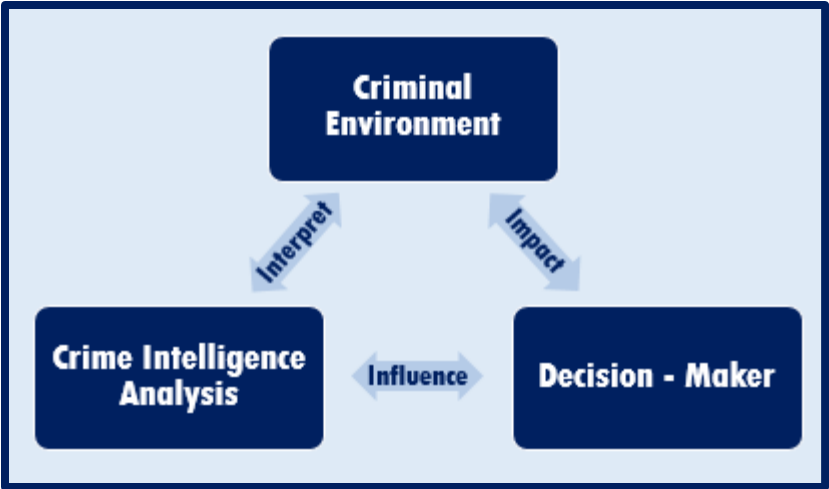 Criminal
Environment
Interpret
Impact
Crime Intelligence
Analysis
Influence
Decision - Maker